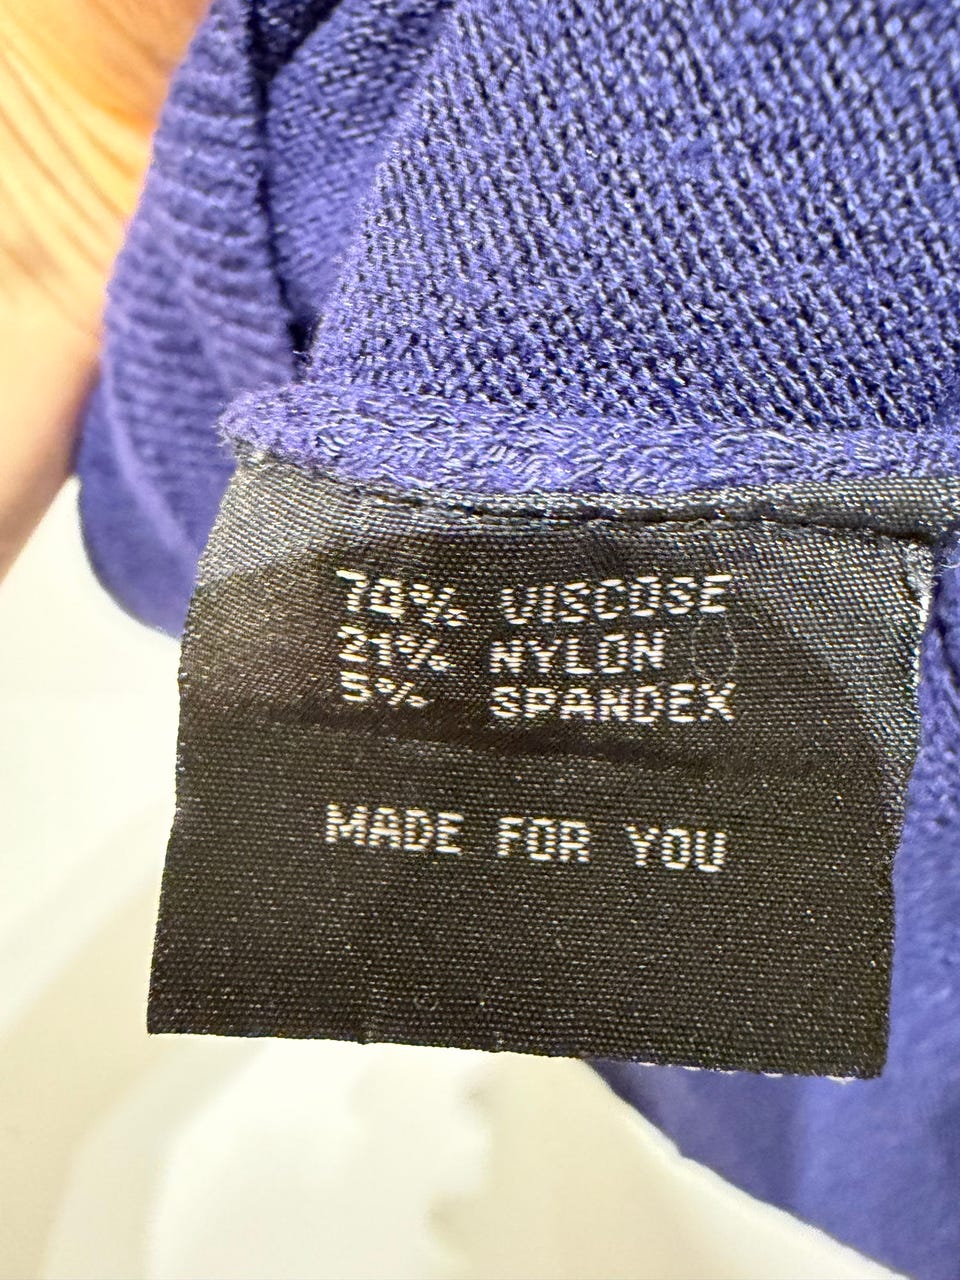 74% VISCOSE
21% NYLON
5% SPANDEX
MADE FOR YOU